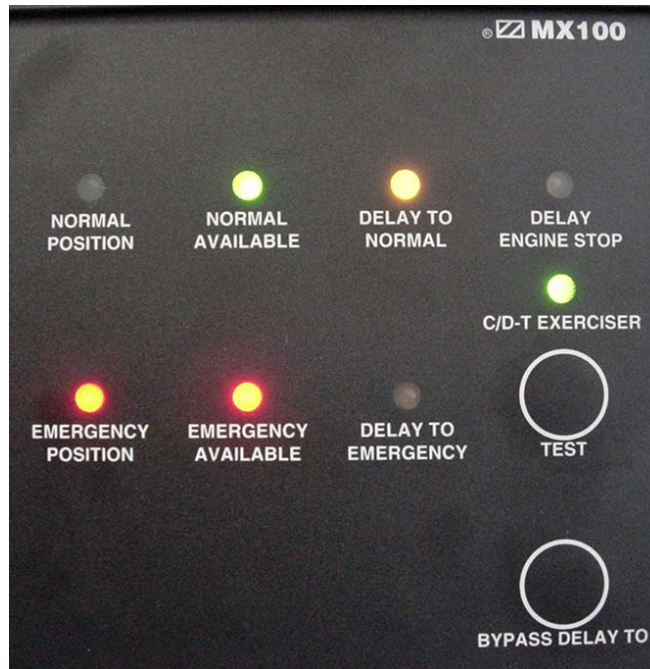 ® MX100
NORMAL
POSITION
NORMAL
AVAILABLE
DELAY TO
NORMAL
DELAY
ENGINE STOP
C/D-T EXERCISER
EMERGENCY
POSITION
EMERGENCY
AVAILABLE
DELAY TO
EMERGENCY
TEST
BYPASS DELAY TO